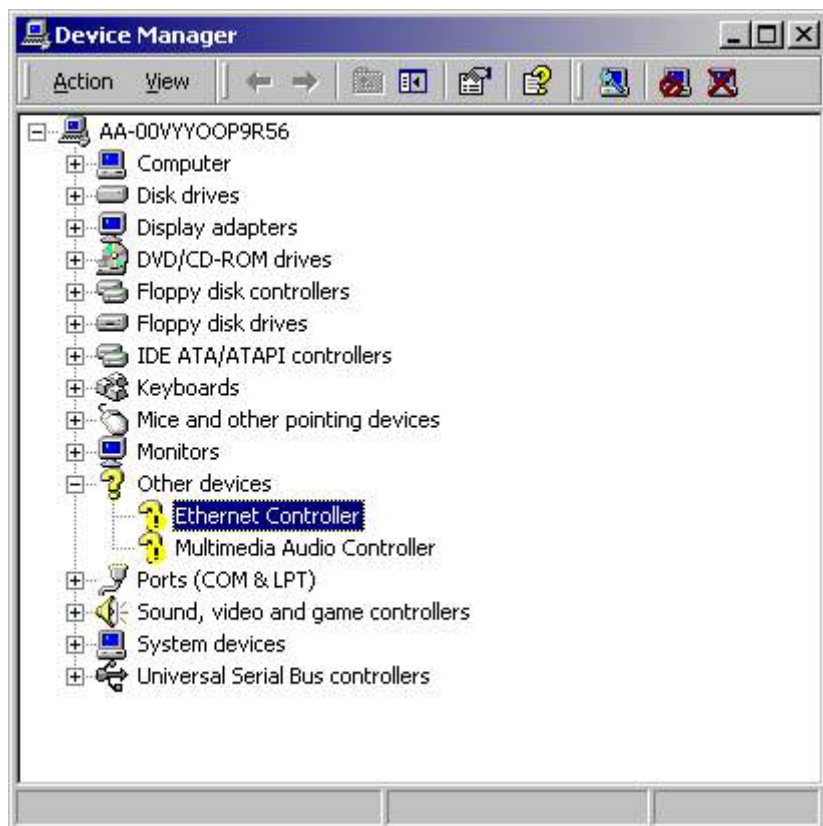 Device Manager
Action View
AA-00VYYOOP9R56
Computer
Disk drives
Display adapters
DVD/CD-ROM drives
Floppy disk controllers
Floppy disk drives
IDE ATA/ATAPI controllers
Keyboards
Mice and other pointing devices
Monitors
Other devices
Ethernet Controller
Multimedia Audio Controller
Ports (COM & LPT)
Sound, video and game controllers
System devices
Universal Serial Bus controllers